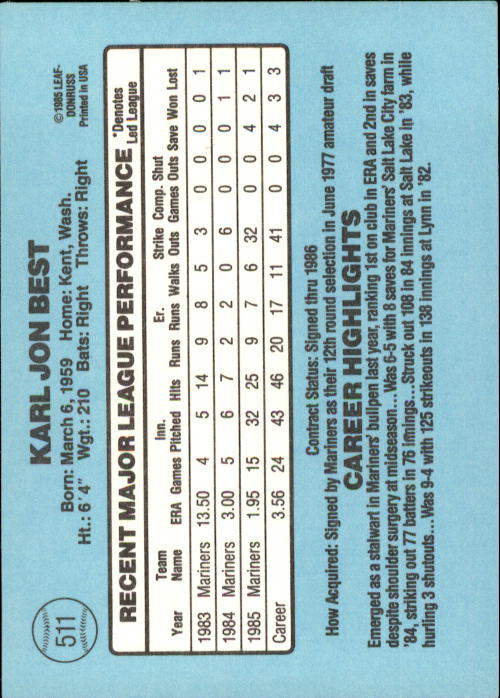 511
KARL JON BEST
Born: March 6, 1959 Home: Kent, Wash.
Ht.: 6'4" Wgt.: 210 Bats: Right Throws: Right
©1985 LEAF-
DONRUSS
Printed in USA
RECENT MAJOR LEAGUE PERFORMANCE
*Denotes
Led League
Team Inn. Er. Strike Comp. Shut
Year Name ERA Games Pitched Hits Runs Runs Walks Outs Games Outs Save Won Lost
1983 Mariners 13.50 4 5 14 9 8 5 3 0 0 0 0 1
1984 Mariners 3.00 5 6 7 2 2 0 6 0 0 0 1 1
1985 Mariners 1.95 15 32 25 9 7 6 32 0 0 4 2 1
Career 3.56 24 43 46 20 17 11 41 0 0 4 3 3
Contract Status: Signed thru 1986
How Acquired: Signed by Mariners as their 12th round selection in June 1977 amateur draft
CAREER HIGHLIGHTS
Emerged as a stalwart in Mariners' bullpen last year, ranking 1st on club in ERA and 2nd in saves
despite shoulder surgery at midseason...Was 6-5 with 8 saves for Mariners' Salt Lake City farm in
'84, striking out 77 batters in 76 innings...Struck out 108 in 84 innings at Salt Lake in '83, while
hurling 3 shutouts...Was 9-4 with 125 strikeouts in 138 innings at Lynn in '82.